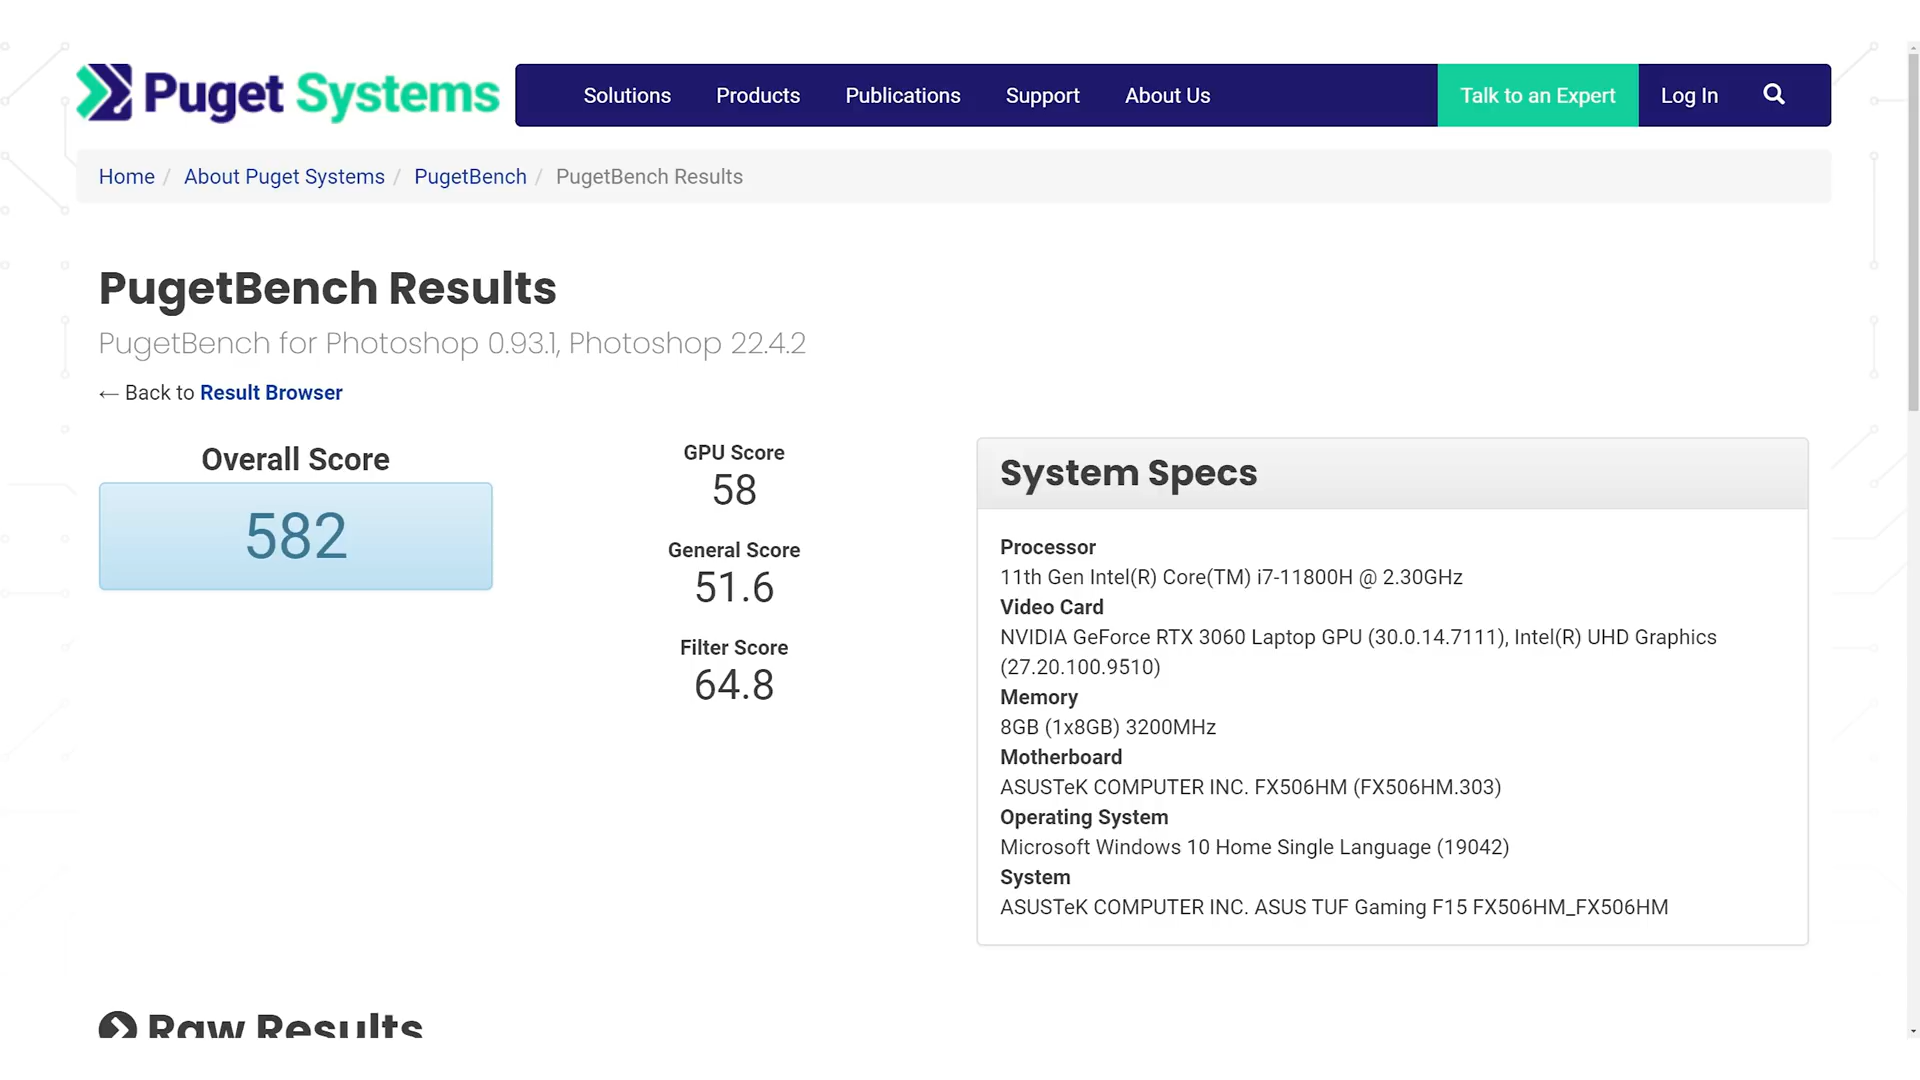 Puget Systems
Solutions Products Publications Support About Us Talk to an Expert Log In
Home / About Puget Systems / PugetBench / PugetBench Results
PugetBench Results
PugetBench for Photoshop 0.93.1, Photoshop 22.4.2
← Back to Result Browser
Overall Score
582
GPU Score
58
General Score
51.6
Filter Score
64.8
System Specs
Processor
11th Gen Intel(R) Core(TM) i7-11800H @ 2.30GHz
Video Card
NVIDIA GeForce RTX 3060 Laptop GPU (30.0.14.7111), Intel(R) UHD Graphics
(27.20.100.9510)
Memory
8GB (1x8GB) 3200MHz
Motherboard
ASUSTeK COMPUTER INC. FX506HM (FX506HM.303)
Operating System
Microsoft Windows 10 Home Single Language (19042)
System
ASUSTeK COMPUTER INC. ASUS TUF Gaming F15 FX506HM_FX506HM
Raw Results